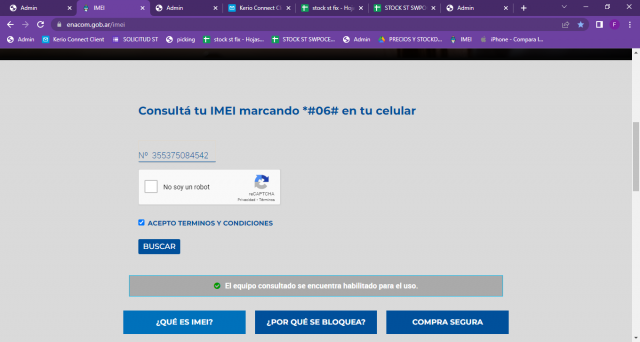 Admin
IMEI
Admin
Kerio Connect Cl
stock st fix - Hoj
STOCK ST SWPO
Admin
enacom.gob.ar/imei
Admin
Kerio Connect Client
SOLICITUD ST
picking
stock st fix - Hojas...
STOCK ST SWPOCE...
Admin
PRECIOS Y STOCKD...
IMEI
iPhone - Compara l...
Consultá tu IMEI marcando *#06# en tu celular
Nº 355375084542
No soy un robot
reCAPTCHA
Privacidad - Términos
ACEPTO TERMINOS Y CONDICIONES
BUSCAR
El equipo consultado se encuentra habilitado para el uso.
¿QUÉ ES IMEI?
¿POR QUÉ SE BLOQUEA?
COMPRA SEGURA